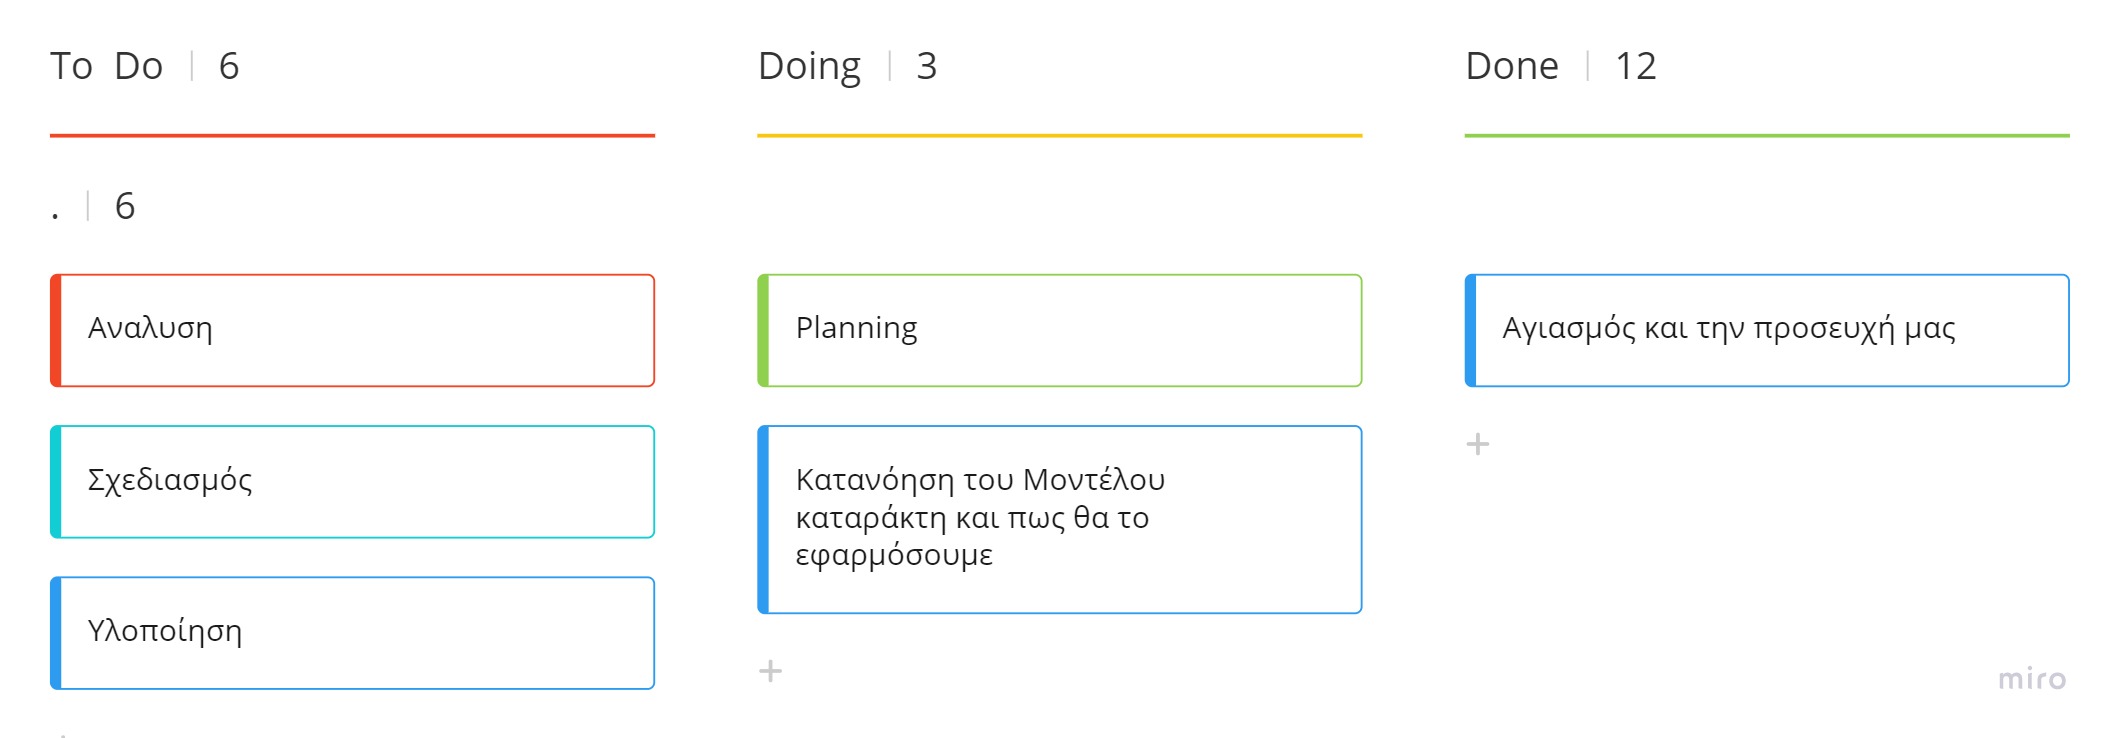 To Do | 6
Doing | 3
Done | 12
. | 6
Αναλυση
Σχεδιασμός
Υλοποίηση
Planning
Κατανόηση του Μοντέλου
καταράκτη και πως θα το
εφαρμόσουμε
+
Αγιασμός και την προσευχή μας
+
miro